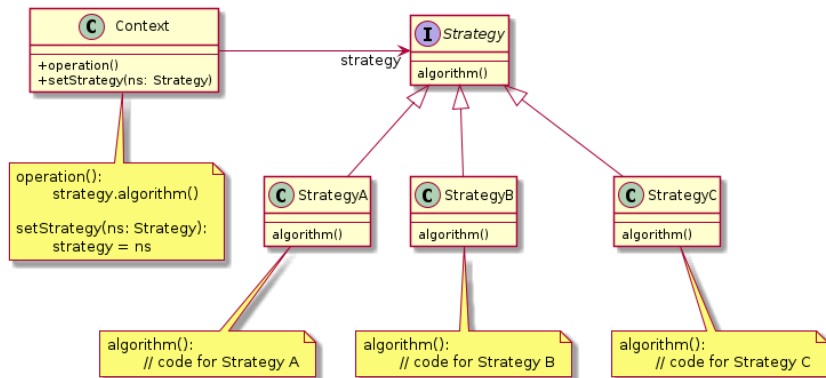 C Context
+operation()
+setStrategy(ns: Strategy)
strategy
I Strategy
algorithm()
operation():
strategy.algorithm()
setStrategy(ns: Strategy):
strategy = ns
C StrategyA
algorithm()
C StrategyB
algorithm()
C StrategyC
algorithm()
algorithm():
// code for Strategy A
algorithm():
// code for Strategy B
algorithm():
// code for Strategy C